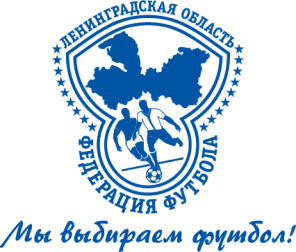 ЛЕНИНГРАДСКАЯ ОБЛАСТЬ
ФЕДЕРАЦИЯ ФУТБОЛА
Мы выбираем футбол!